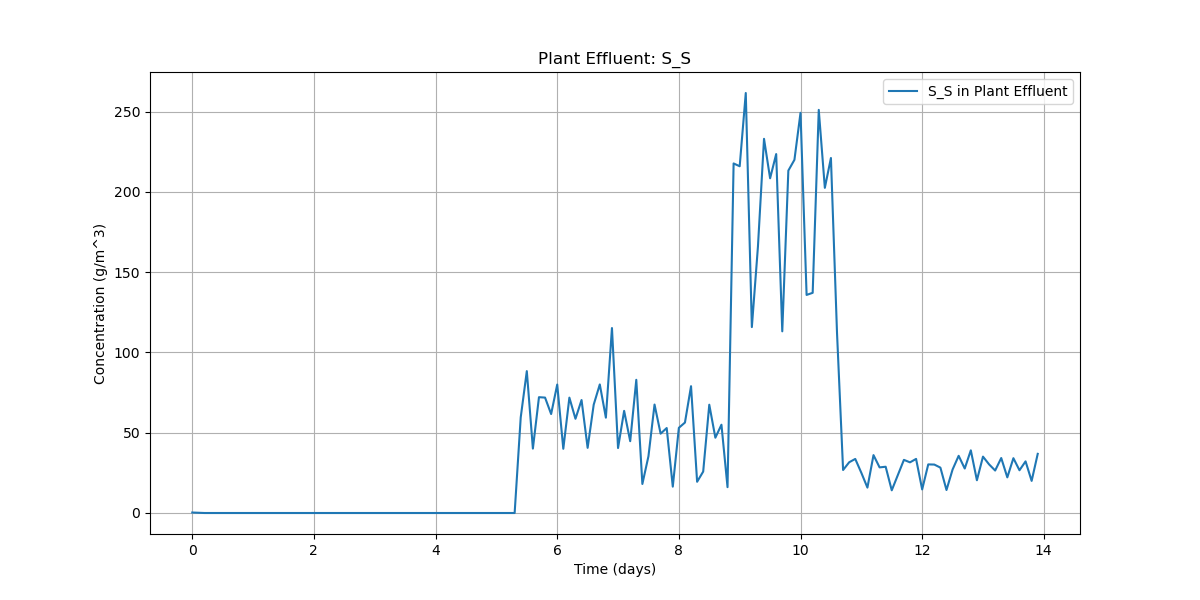 Plant Effluent: S_S
S_S in Plant Effluent
250
200
150
100
50
0
Concentration (g/m^3)
0 2 4 6 8 10 12 14
Time (days)